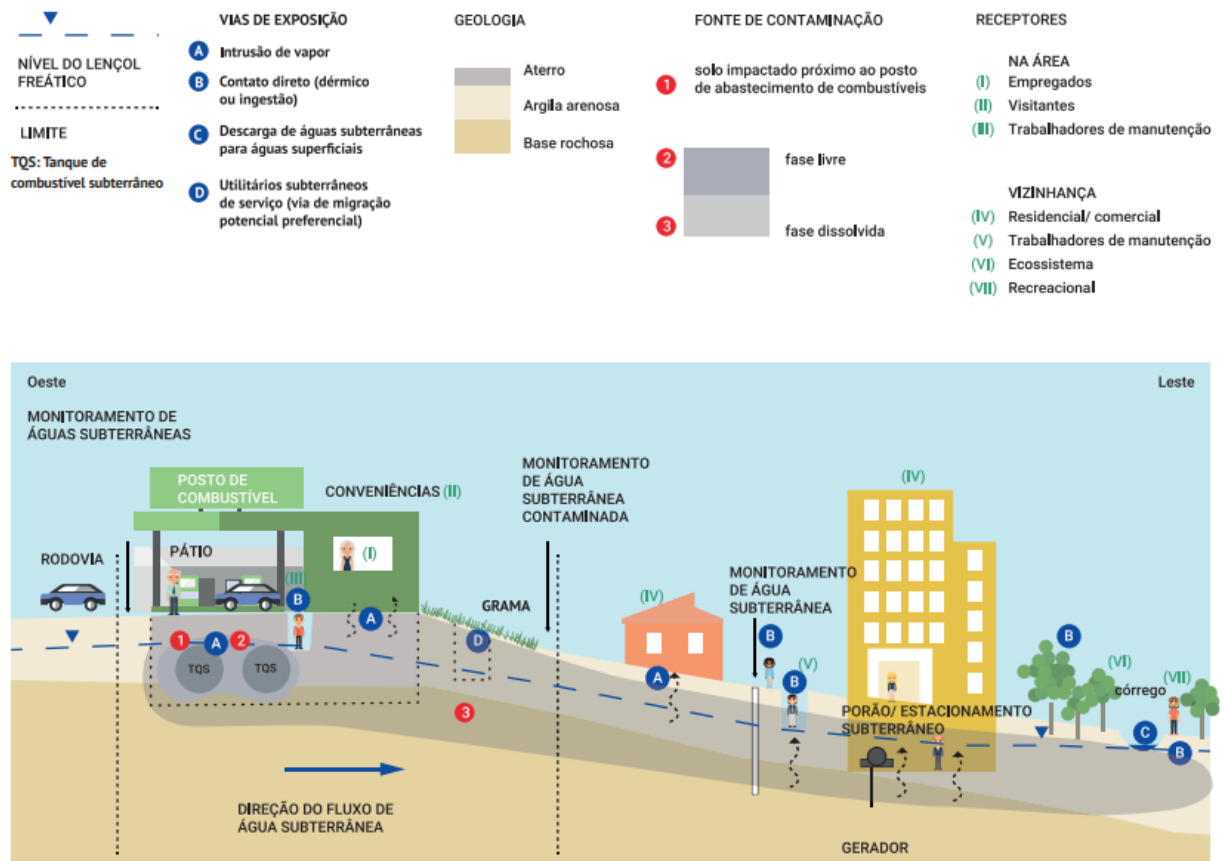 NÍVEL DO LENÇOL
FREÁTICO
LIMITE
TQS: Tanque de
combustível subterrâneo
VIAS DE EXPOSIÇÃO
A Intrusão de vapor
B Contato direto (dérmico
ou ingestão)
C Descarga de águas subterrâneas
para águas superficiais
D Utilitários subterrâneos
de serviço (via de migração
potencial preferencial)
GEOLOGIA
Aterro
Argila arenosa
Base rochosa
FONTE DE CONTAMINAÇÃO
1 solo impactado próximo ao posto
de abastecimento de combustíveis
2 fase livre
3 fase dissolvida
RECEPTORES
NA ÁREA
(I) Empregados
(II) Visitantes
(III) Trabalhadores de manutenção
VIZINHANÇA
(IV) Residencial/ comercial
(V) Trabalhadores de manutenção
(VI) Ecossistema
(VII) Recreacional
Oeste
Leste
MONITORAMENTO DE
ÁGUAS SUBTERRÂNEAS
POSTO DE
COMBUSTÍVEL
CONVENIÊNCIAS (II)
MONITORAMENTO
DE ÁGUA
SUBTERRÂNEA
CONTAMINADA
(IV)
RODOVIA
PÁTIO
(I)
(III)
B
GRAMA
(IV)
MONITORAMENTO
DE ÁGUA
SUBTERRÂNEA
A
1
A
2
D
B
(V)
B
B
(VI)
córrego
(VII)
TQS
TQS
A
3
PORÃO/ ESTACIONAMENTO
SUBTERRÂNEO
C
B
DIREÇÃO DO FLUXO DE
ÁGUA SUBTERRÂNEA
GERADOR